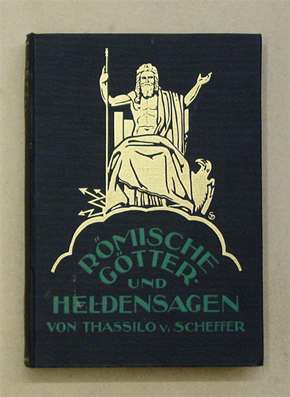 RÖMISCHE
GÖTTER-
UND
HELDENSAGEN
VON THASSILO v. SCHEFFER